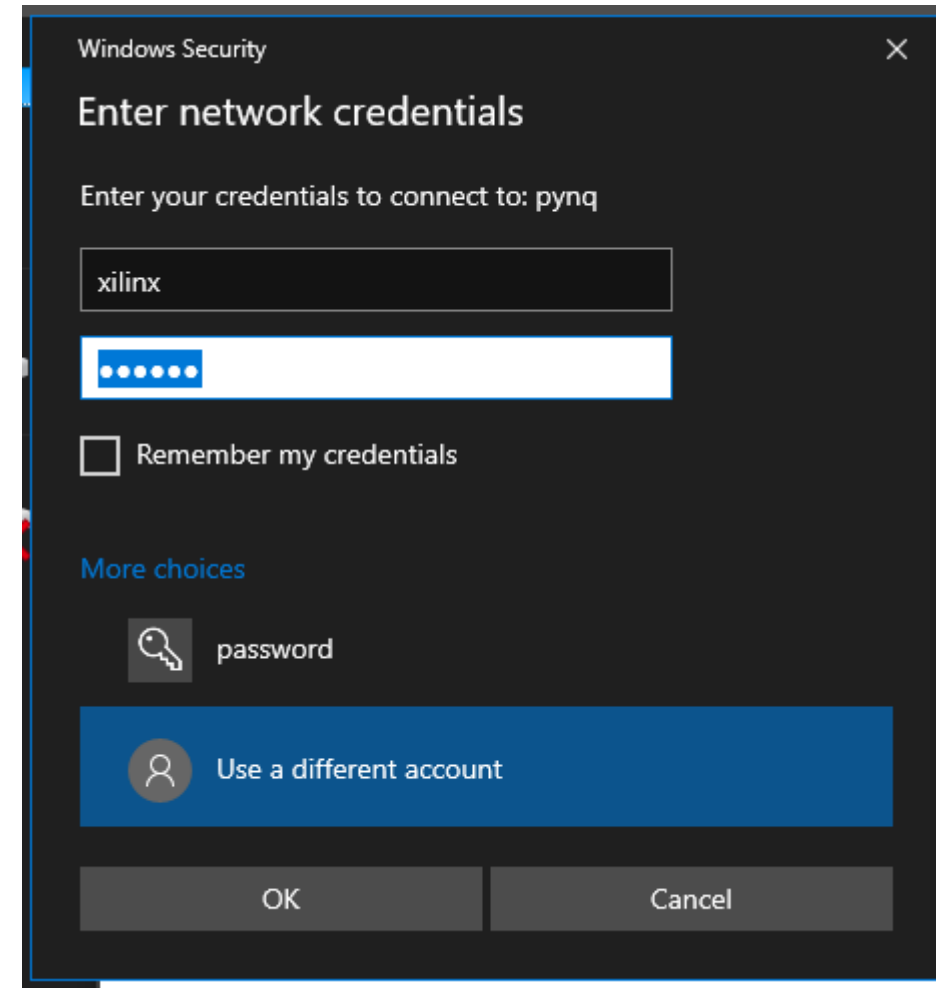 Windows Security
Enter network credentials
Enter your credentials to connect to: pynq
xilinx
●●●●●●
Remember my credentials
More choices
password
Use a different account
OK
Cancel